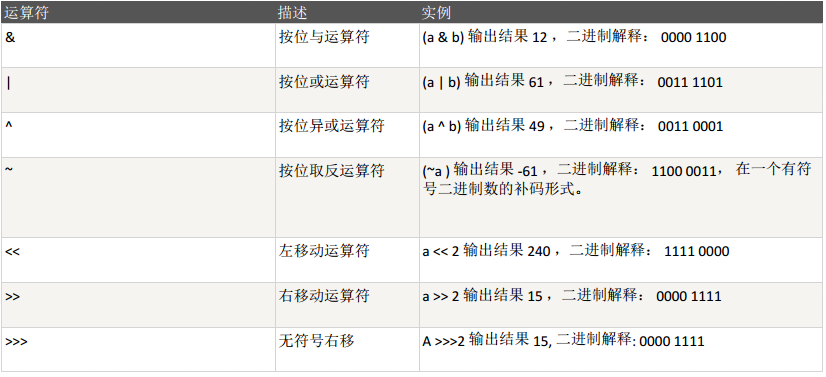 运算符 描述 实例
& 按位与运算符 (a & b) 输出结果 12 ，二进制解释： 0000 1100
| 按位或运算符 (a | b) 输出结果 61 ，二进制解释： 0011 1101
^ 按位异或运算符 (a ^ b) 输出结果 49 ，二进制解释： 0011 0001
~ 按位取反运算符 (~a ) 输出结果 -61 ，二进制解释： 1100 0011， 在一个有符
号二进制数的补码形式。
<< 左移动运算符 a << 2 输出结果 240 ，二进制解释： 1111 0000
>> 右移动运算符 a >> 2 输出结果 15 ，二进制解释： 0000 1111
>>> 无符号右移 A >>>2 输出结果 15, 二进制解释: 0000 1111